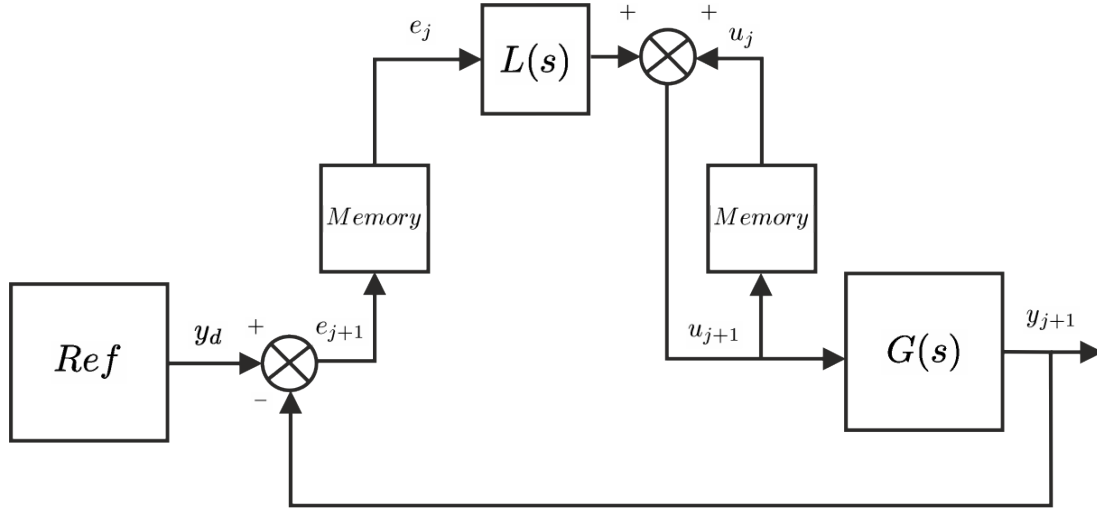 e_j
L(s)
+
+
u_j
Memory
Memory
Ref
y_d
+
−
e_{j+1}
u_{j+1}
G(s)
y_{j+1}